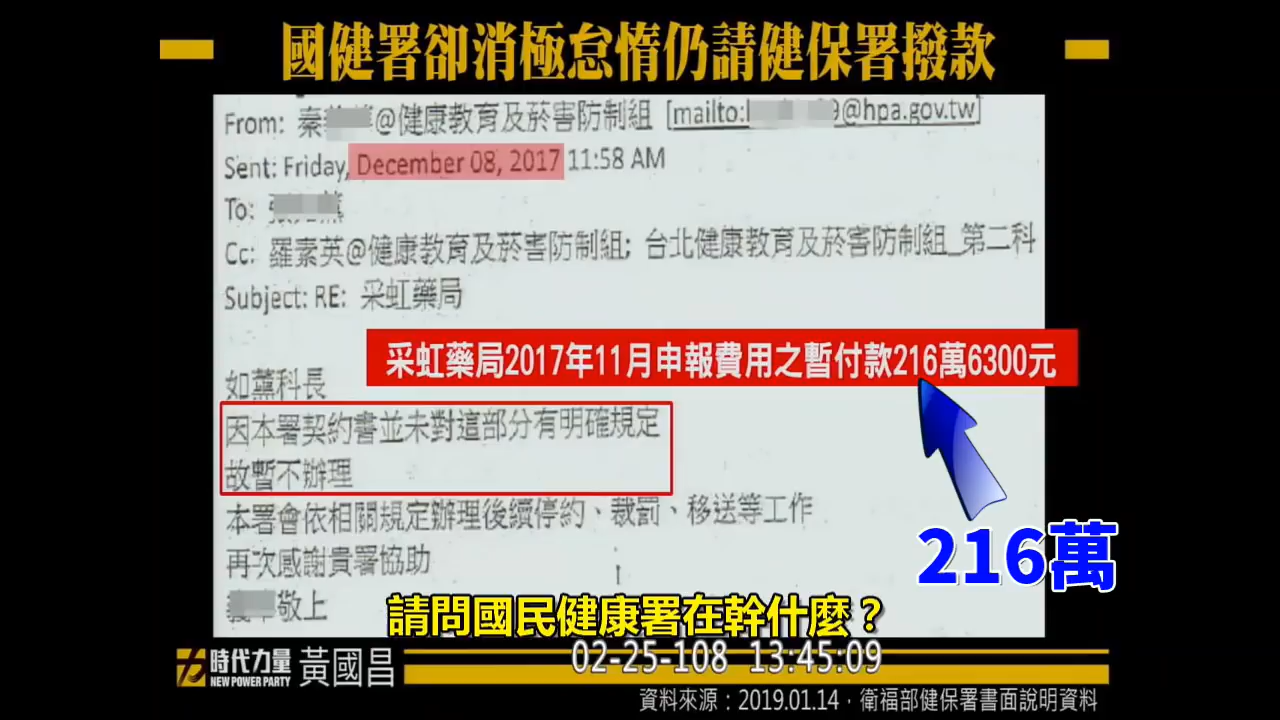 國健署卻消極怠惰仍請健保署撥款
From: 秦 @健康教育及菸害防制組 [mailto: 9@hpa.gov.tw]
Sent: Friday, December 08, 2017 11:58 AM
To:
Cc: 羅素英@健康教育及菸害防制組; 台北健康教育及菸害防制組_第二科
Subject: RE: 采虹藥局
采虹藥局2017年11月申報費用之暫付款216萬6300元
如薰科長
因本署契約書並未對這部分有明確規定
故暫不辦理
本署會依相關規定辦理後續停約、裁罰、移送等工作
再次感謝貴署協助
敬上
216萬
請問國民健康署在幹什麼？
時代力量 黃國昌
NEW POWER PARTY
02-25-108 13:45:09
資料來源：2019.01.14，衛福部健保署書面說明資料